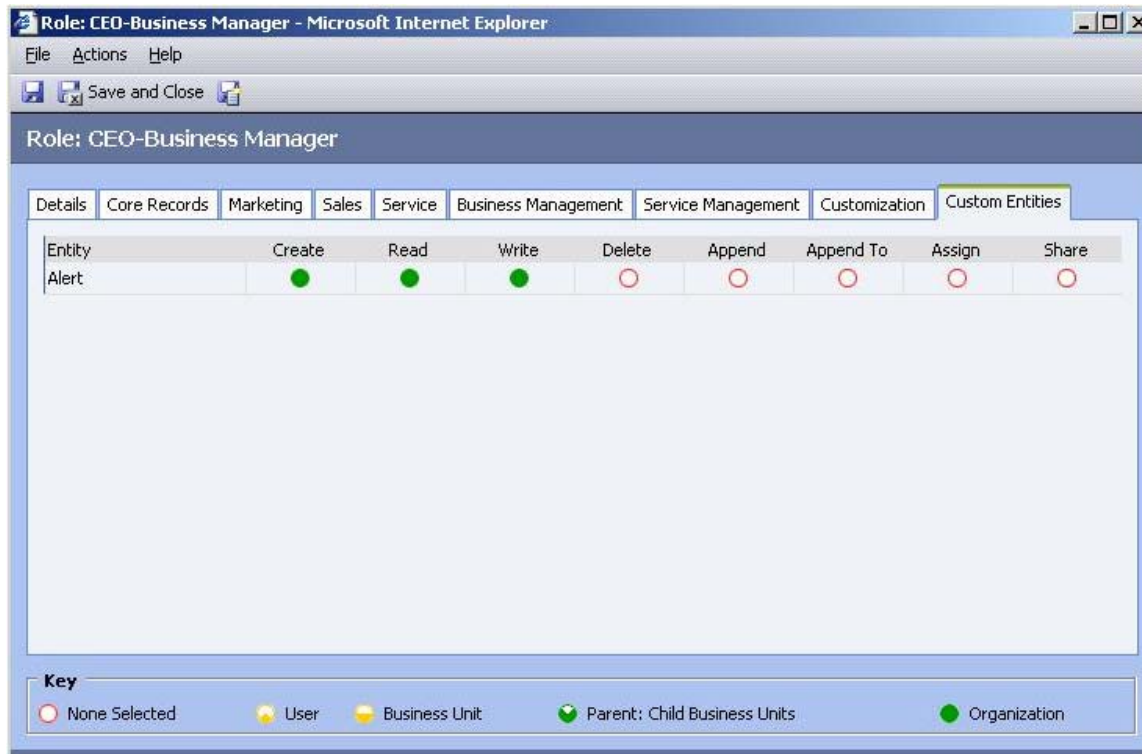 Role: CEO-Business Manager - Microsoft Internet Explorer
File Actions Help
Save and Close
Role: CEO-Business Manager
Details Core Records Marketing Sales Service Business Management Service Management Customization Custom Entities
Entity Create Read Write Delete Append Append To Assign Share
Alert
Key
None Selected User Business Unit Parent: Child Business Units Organization